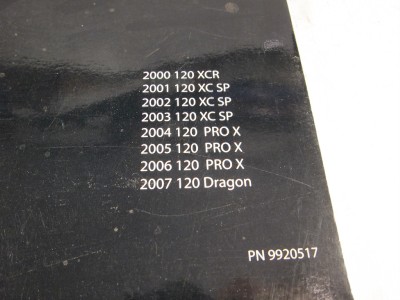 2000 120 XCR
2001 120 XC SP
2002 120 XC SP
2003 120 XC SP
2004 120 PRO X
2005 120 PRO X
2006 120 PRO X
2007 120 Dragon
PN 9920517